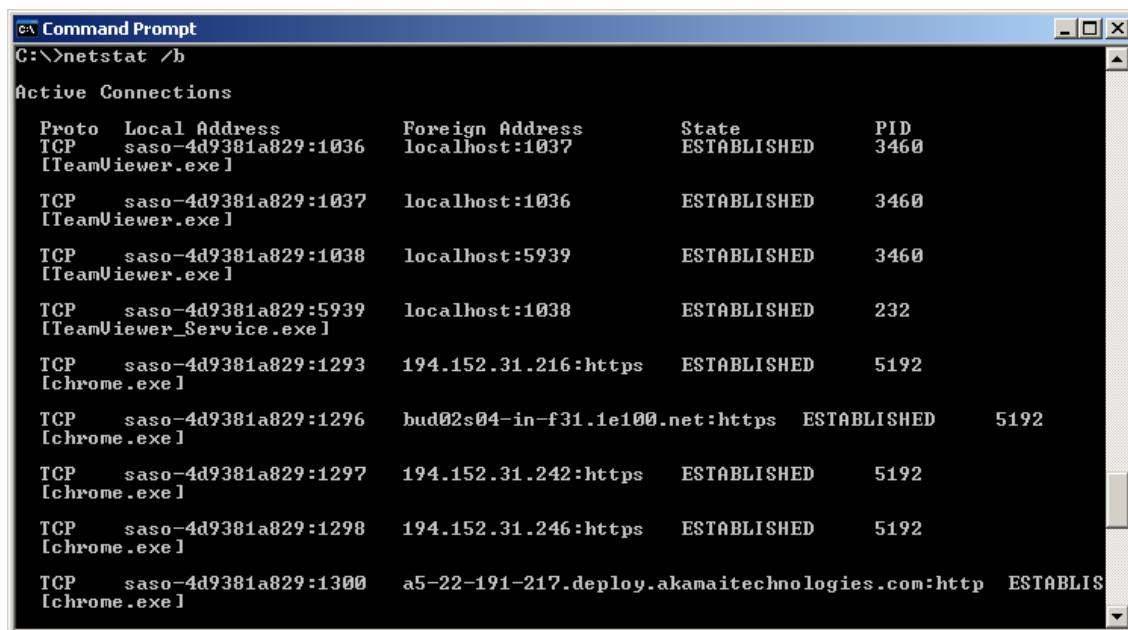 Command Prompt
C:\>netstat /b
Active Connections
Proto  Local Address          Foreign Address        State           PID
TCP    saso-4d9381a829:1036   localhost:1037         ESTABLISHED     3460
[TeamViewer.exe]
TCP    saso-4d9381a829:1037   localhost:1036         ESTABLISHED     3460
[TeamViewer.exe]
TCP    saso-4d9381a829:1038   localhost:5939         ESTABLISHED     3460
[TeamViewer.exe]
TCP    saso-4d9381a829:5939   localhost:1038         ESTABLISHED     232
[TeamViewer_Service.exe]
TCP    saso-4d9381a829:1293   194.152.31.216:https   ESTABLISHED     5192
[chrome.exe]
TCP    saso-4d9381a829:1296   bud02s04-in-f31.1e100.net:https  ESTABLISHED     5192
[chrome.exe]
TCP    saso-4d9381a829:1297   194.152.31.242:https   ESTABLISHED     5192
[chrome.exe]
TCP    saso-4d9381a829:1298   194.152.31.246:https   ESTABLISHED     5192
[chrome.exe]
TCP    saso-4d9381a829:1300   a5-22-191-217.deploy.akamaitechnologies.com:http  ESTABLIS
[chrome.exe]